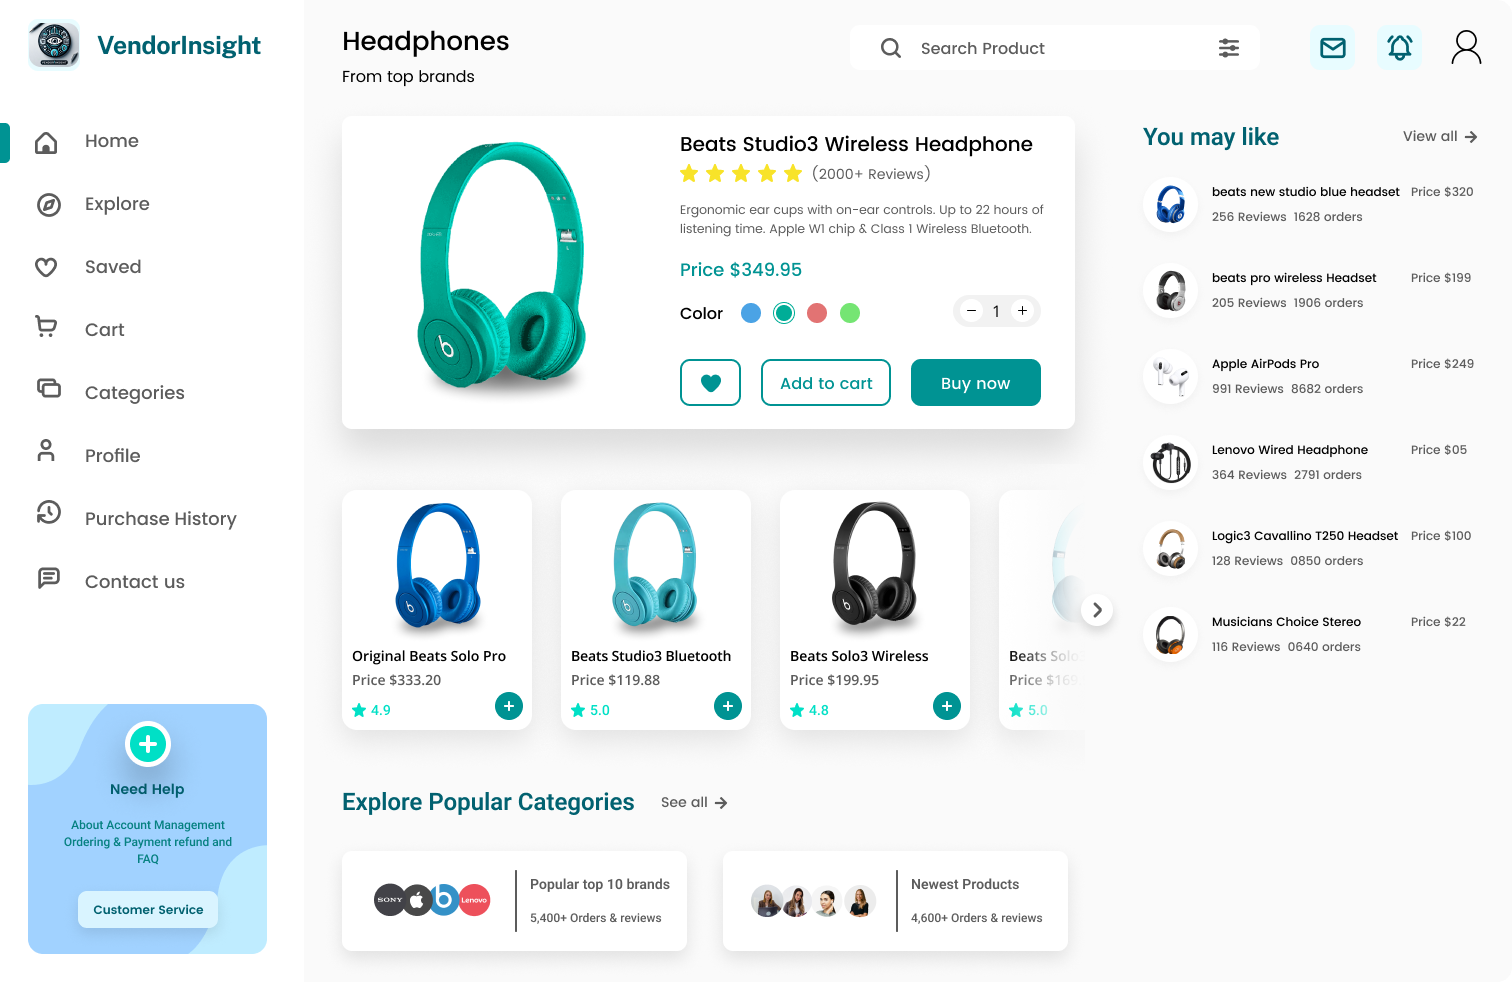 VendorInsight
Home
Explore
Saved
Cart
Categories
Profile
Purchase History
Contact us
Need Help
About Account Management
Ordering & Payment refund and
FAQ
Customer Service
Headphones
From top brands
Search Product
Beats Studio3 Wireless Headphone
(2000+ Reviews)
Ergonomic ear cups with on-ear controls. Up to 22 hours of
listening time. Apple W1 chip & Class 1 Wireless Bluetooth.
Price $349.95
Color
1
Add to cart
Buy now
Original Beats Solo Pro
Price $333.20
4.9
Beats Studio3 Bluetooth
Price $119.88
5.0
Beats Solo3 Wireless
Price $199.95
4.8
Beats Solo
Price $169
5.0
Explore Popular Categories
See all
SONY
Lenovo
Popular top 10 brands
5,400+ Orders & reviews
Newest Products
4,600+ Orders & reviews
You may like
View all
beats new studio blue headset Price $320
256 Reviews 1628 orders
beats pro wireless Headset Price $199
205 Reviews 1906 orders
Apple AirPods Pro Price $249
991 Reviews 8682 orders
Lenovo Wired Headphone Price $05
364 Reviews 2791 orders
Logic3 Cavallino T250 Headset Price $100
128 Reviews 0850 orders
Musicians Choice Stereo Price $22
116 Reviews 0640 orders